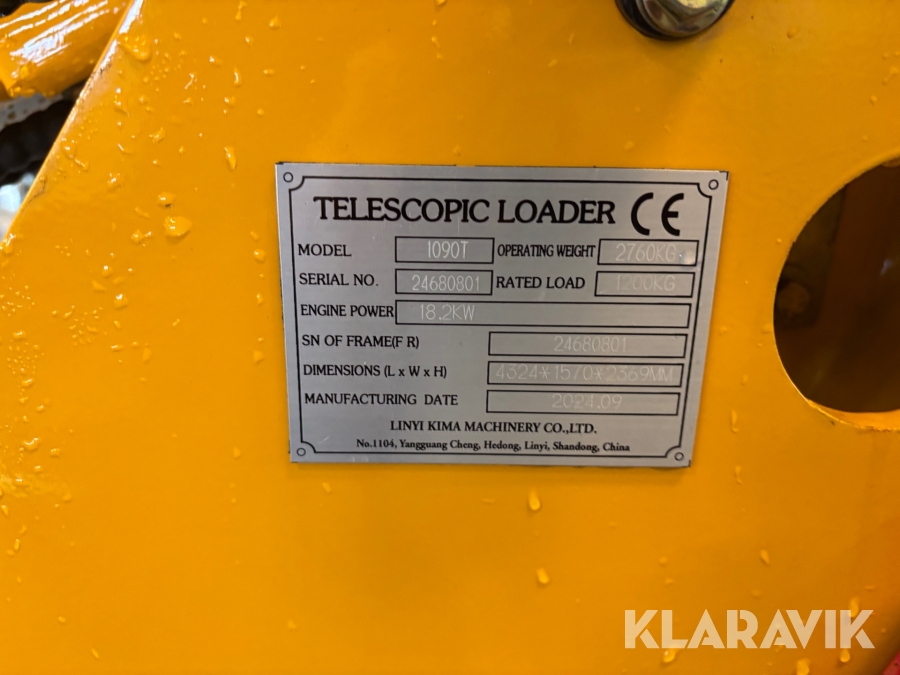 TELESCOPIC LOADER CE
MODEL 1090T OPERATING WEIGHT 2760KG
SERIAL NO. 24680801 RATED LOAD 1200KG
ENGINE POWER 18.2KW
SN OF FRAME(F R) 24680801
DIMENSIONS (L x W x H) 4324*1570*2369MM
MANUFACTURING DATE 2024.09
LINYI KIMA MACHINERY CO.,LTD.
No.1104, Yangguang Cheng, Hedong, Linyi, Shandong, China
KLARAVIK